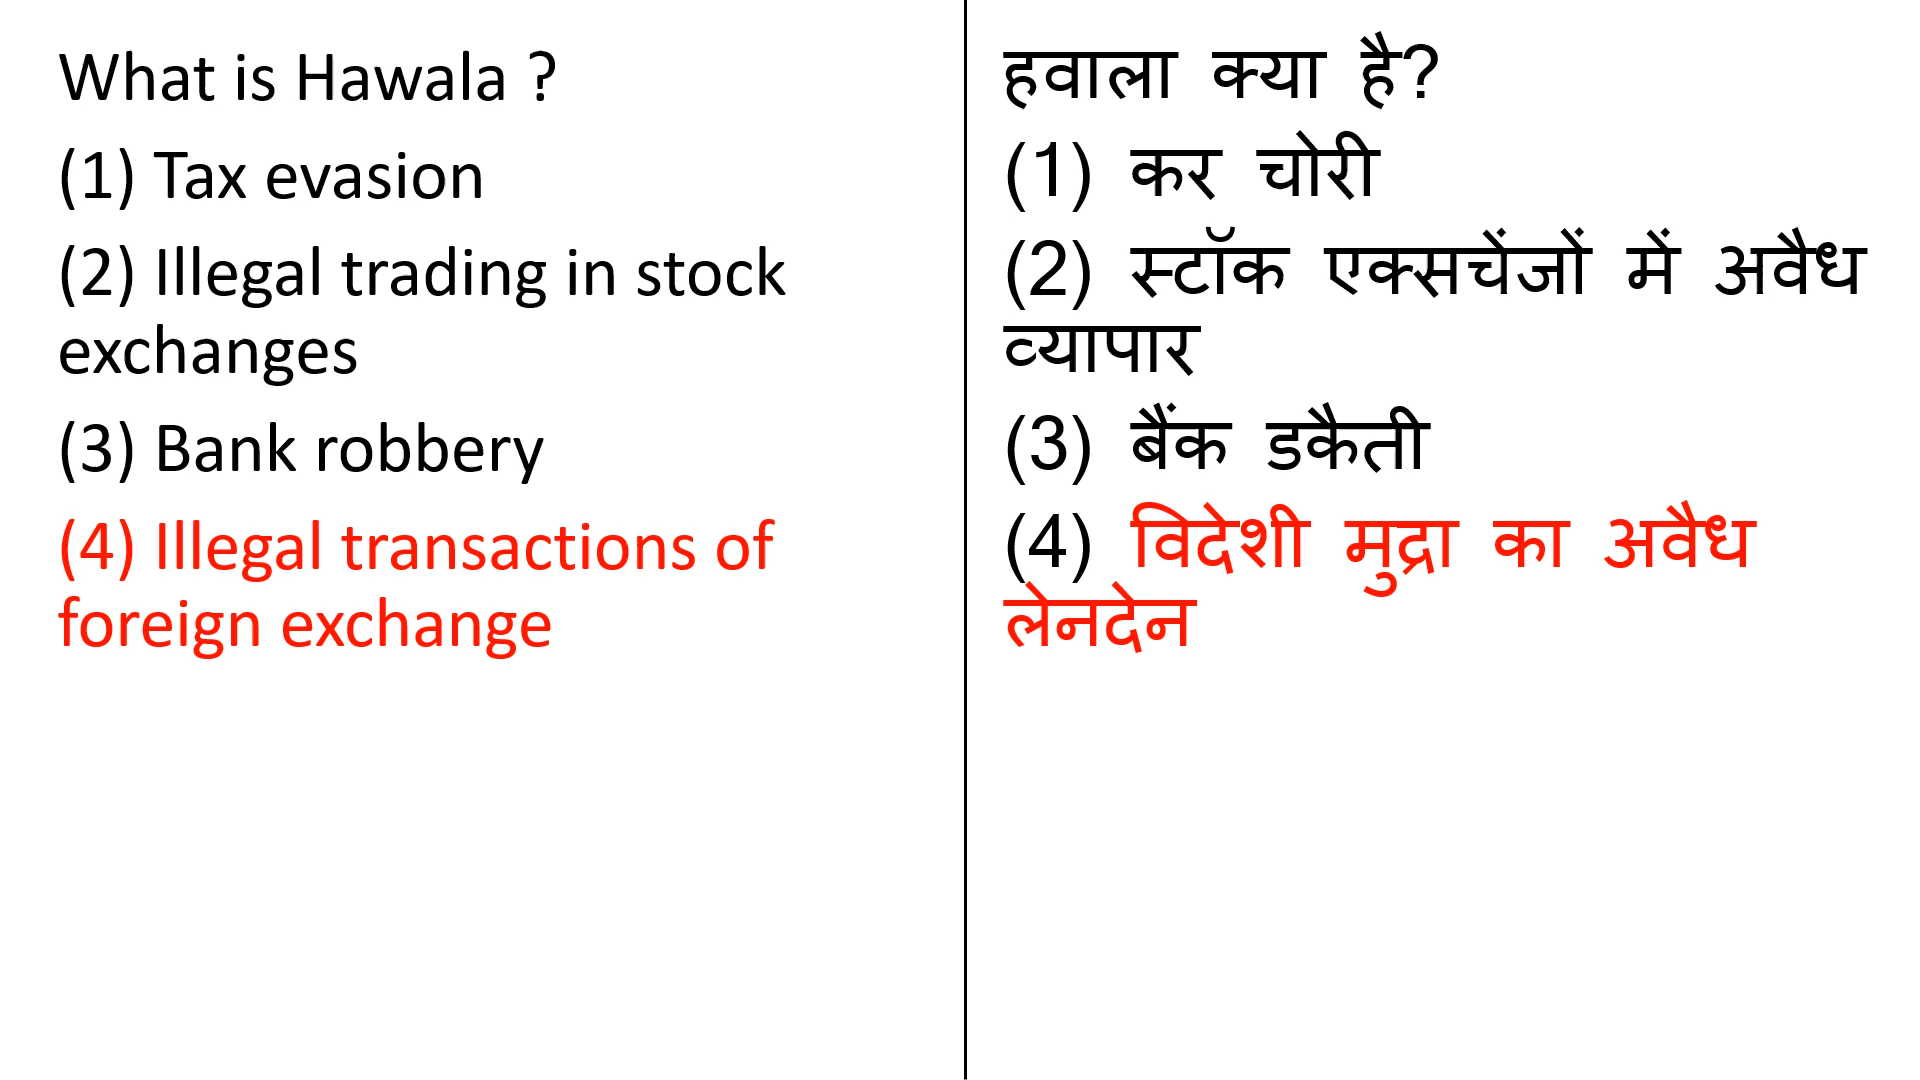 What is Hawala ?
(1) Tax evasion
(2) Illegal trading in stock
exchanges
(3) Bank robbery
(4) Illegal transactions of
foreign exchange
हवाला क्या है?
(1) कर चोरी
(2) स्टॉक एक्सचेंजों में अवैध
व्यापार
(3) बैंक डकैती
(4) विदेशी मुद्रा का अवैध
लेनदेन